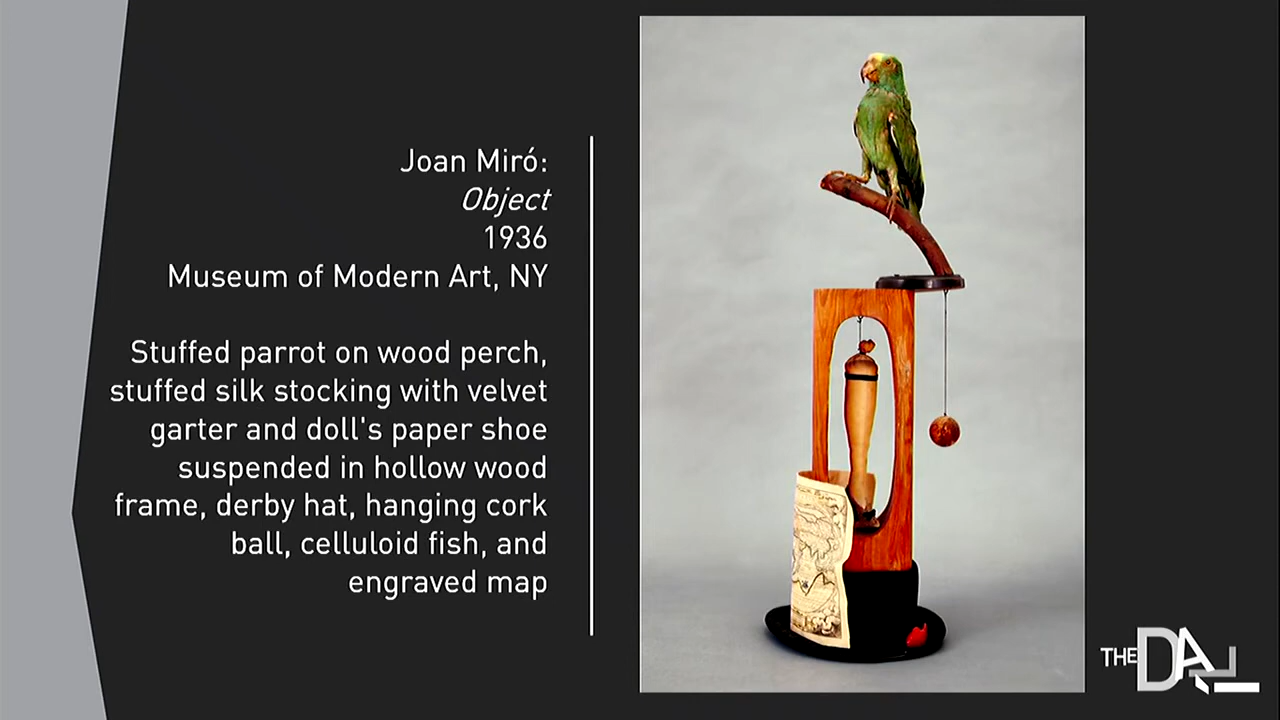 Joan Miró:
Object
1936
Museum of Modern Art, NY
Stuffed parrot on wood perch,
stuffed silk stocking with velvet
garter and doll's paper shoe
suspended in hollow wood
frame, derby hat, hanging cork
ball, celluloid fish, and
engraved map
THE DALI